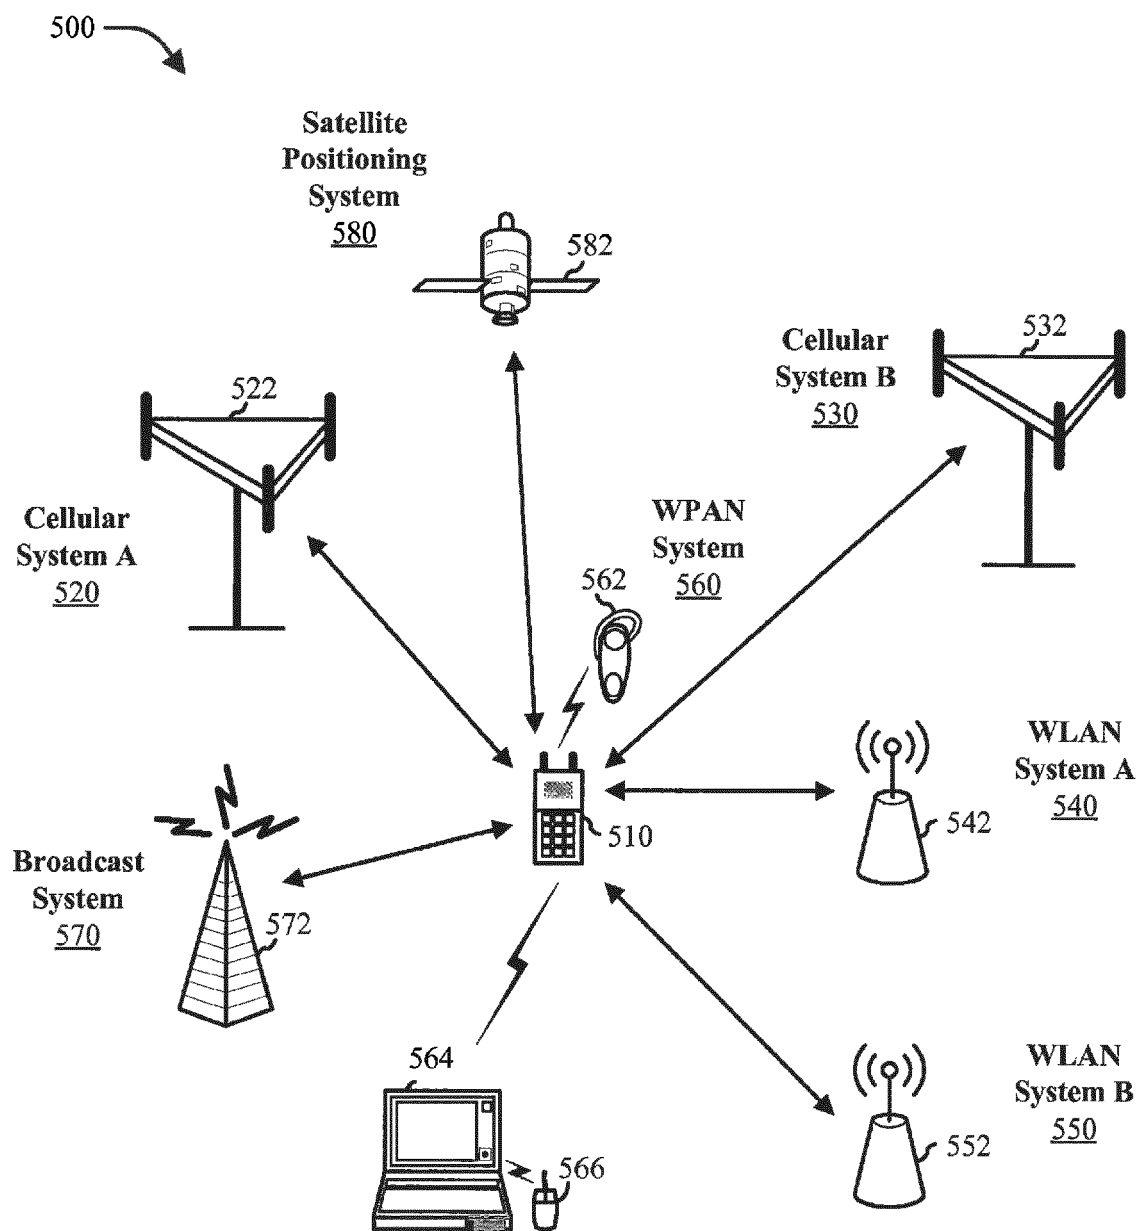 500
Satellite
Positioning
System
580
582
532
Cellular
System B
530
522
Cellular
System A
520
WPAN
System
560
562
WLAN
System A
540
542
510
Broadcast
System
570
572
564
566
WLAN
System B
550
552